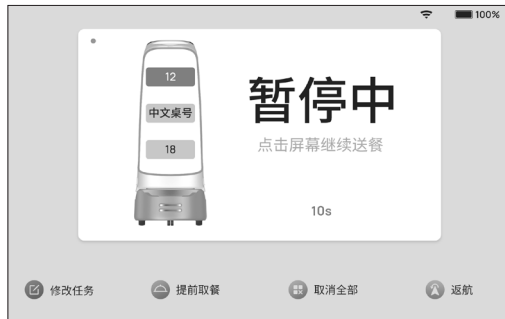 100%
12
中文桌号
18
暂停中
点击屏幕继续送餐
10s
修改任务
提前取餐
取消全部
返航